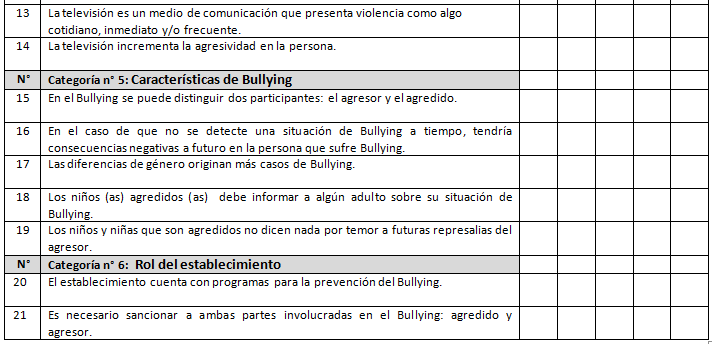 13 La televisión es un medio de comunicación que presenta violencia como algo
cotidiano, inmediato y/o frecuente.
14 La televisión incrementa la agresividad en la persona.
N° Categoría n° 5: Características de Bullying
15 En el Bullying se puede distinguir dos participantes: el agresor y el agredido.
16 En el caso de que no se detecte una situación de Bullying a tiempo, tendría
consecuencias negativas a futuro en la persona que sufre Bullying.
17 Las diferencias de género originan más casos de Bullying.
18 Los niños (as) agredidos (as) debe informar a algún adulto sobre su situación de
Bullying.
19 Los niños y niñas que son agredidos no dicen nada por temor a futuras represalias del
agresor.
N° Categoría n° 6: Rol del establecimiento
20 El establecimiento cuenta con programas para la prevención del Bullying.
21 Es necesario sancionar a ambas partes involucradas en el Bullying: agredido y
agresor.